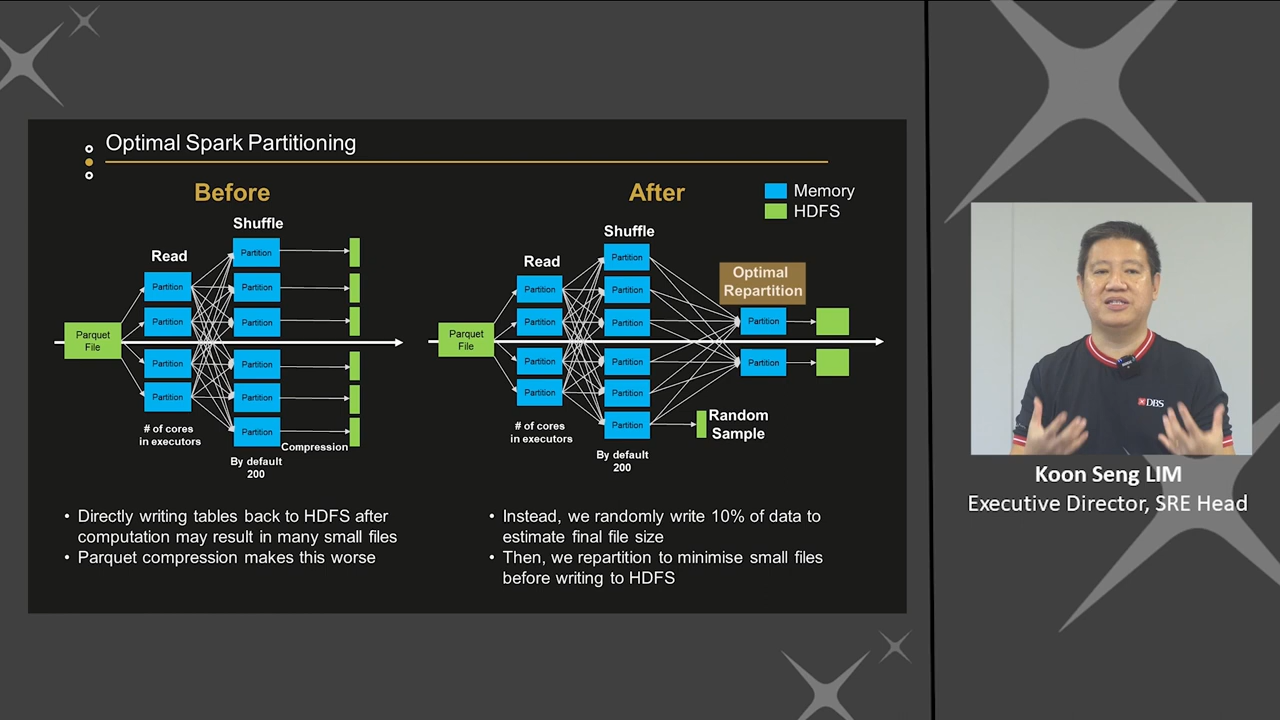 Optimal Spark Partitioning
Before
Shuffle
Read
Parquet
File
Partition
Partition
Partition
Partition
Partition
Partition
Partition
Partition
Partition
Partition
# of cores
in executors
Compression
By default
200
• Directly writing tables back to HDFS after
computation may result in many small files
• Parquet compression makes this worse
After
Memory
HDFS
Shuffle
Read
Optimal
Repartition
Parquet
File
Partition
Partition
Partition
Partition
Partition
Partition
Partition
Partition
Partition
Partition
Partition
Partition
# of cores
in executors
Random
Sample
By default
200
• Instead, we randomly write 10% of data to
estimate final file size
• Then, we repartition to minimise small files
before writing to HDFS
DBS
Koon Seng LIM
Executive Director, SRE Head